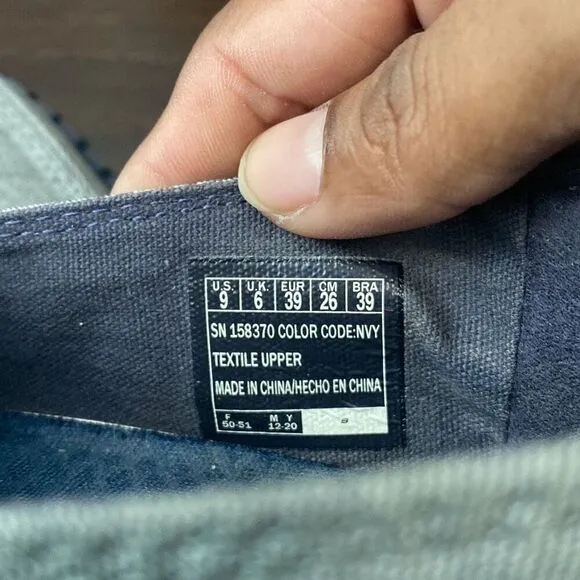 U.S. U.K. EUR CM BRA
9 6 39 26 39
SN 158370 COLOR CODE:NVY
TEXTILE UPPER
MADE IN CHINA/HECHO EN CHINA
F M Y
50-51 12-20